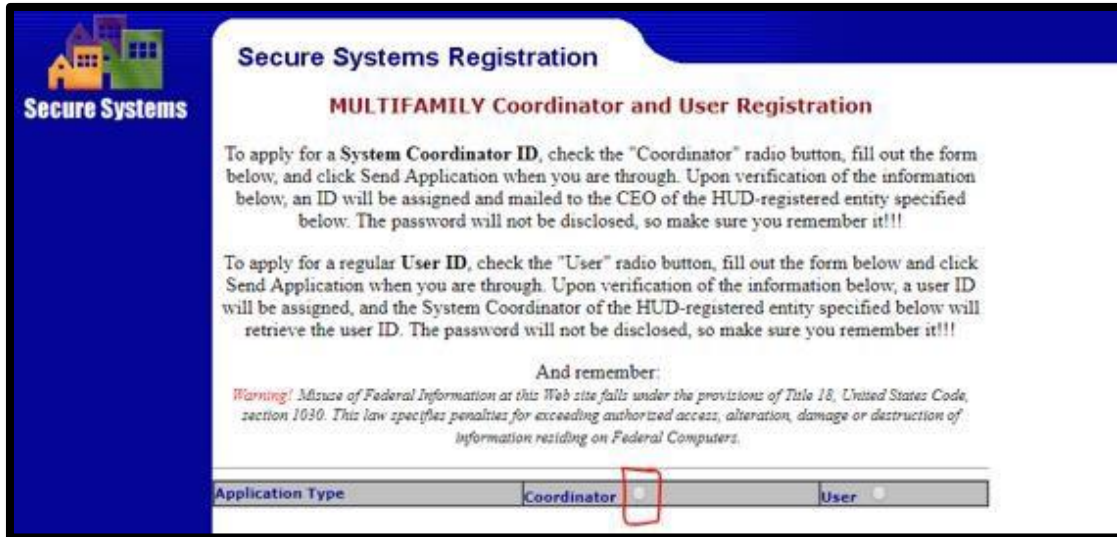 Secure Systems
Secure Systems Registration
MULTIFAMILY Coordinator and User Registration
To apply for a System Coordinator ID, check the "Coordinator" radio button, fill out the form
below, and click Send Application when you are through. Upon verification of the information
below, an ID will be assigned and mailed to the CEO of the HUD-registered entity specified
below. The password will not be disclosed, so make sure you remember it!!!
To apply for a regular User ID, check the "User" radio button, fill out the form below and click
Send Application when you are through. Upon verification of the information below, a user ID
will be assigned, and the System Coordinator of the HUD-registered entity specified below will
retrieve the user ID. The password will not be disclosed, so make sure you remember it!!!
And remember:
Warning! Misuse of Federal Information at this Web site falls under the provisions of Title 18, United States Code,
section 1030. This law specifies penalties for exceeding authorized access, alteration, damage or destruction of
information residing on Federal Computers.
Application Type Coordinator User